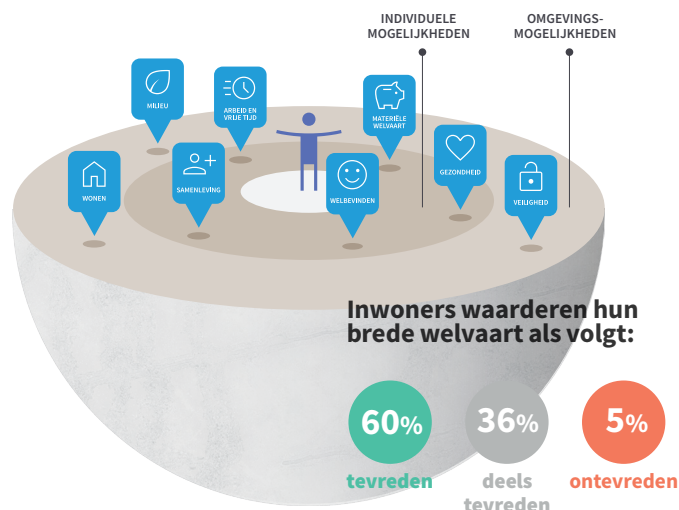 INDIVIDUELE
MOGELIJKHEDEN
OMGEVINGS-
MOGELIJKHEDEN
MILIEU
ARBEID EN
VRIJE TIJD
MATERIËLE
WELVAART
WONEN
SAMENLEVING
WELBEVINDEN
GEZONDHEID
VEILIGHEID
Inwoners waarderen hun
brede welvaart als volgt:
60%
36%
5%
tevreden
deels
tevreden
ontevreden